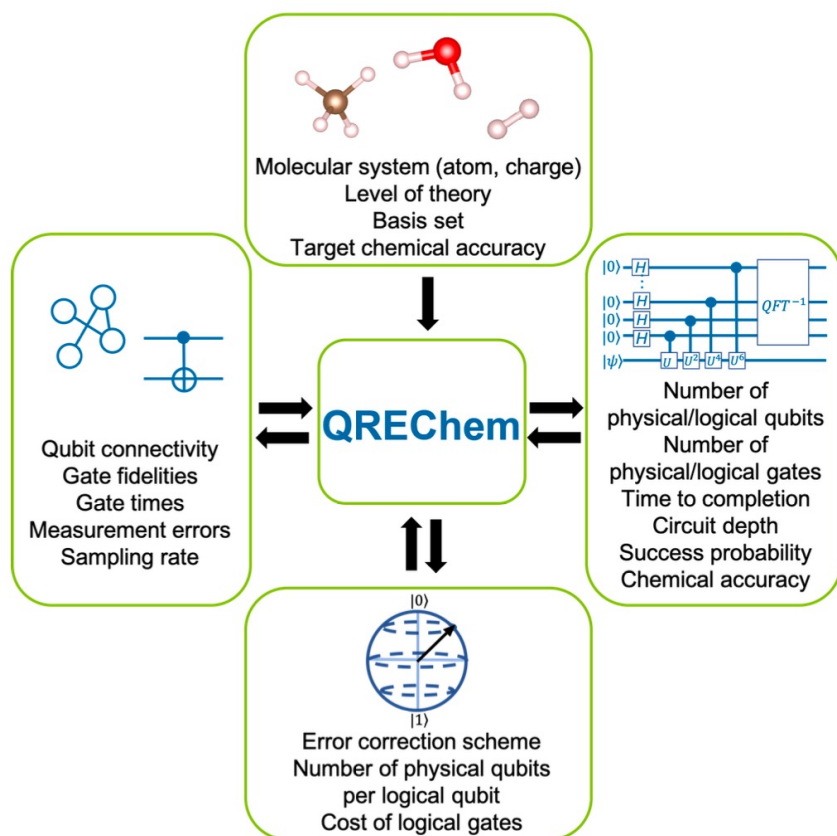 Molecular system (atom, charge)
Level of theory
Basis set
Target chemical accuracy
Qubit connectivity
Gate fidelities
Gate times
Measurement errors
Sampling rate
QREChem
|0⟩ H
⋮
|0⟩ H
|0⟩ H
|0⟩ H
QFT⁻¹
|ψ⟩ U U² U⁴ U⁶
Number of
physical/logical qubits
Number of
physical/logical gates
Time to completion
Circuit depth
Success probability
Chemical accuracy
|0⟩
|1⟩
Error correction scheme
Number of physical qubits
per logical qubit
Cost of logical gates